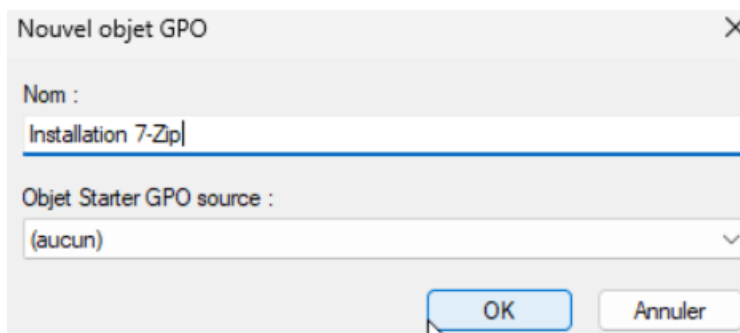 Nouvel objet GPO
Nom :
Installation 7-Zip
Objet Starter GPO source :
(aucun)
OK Annuler